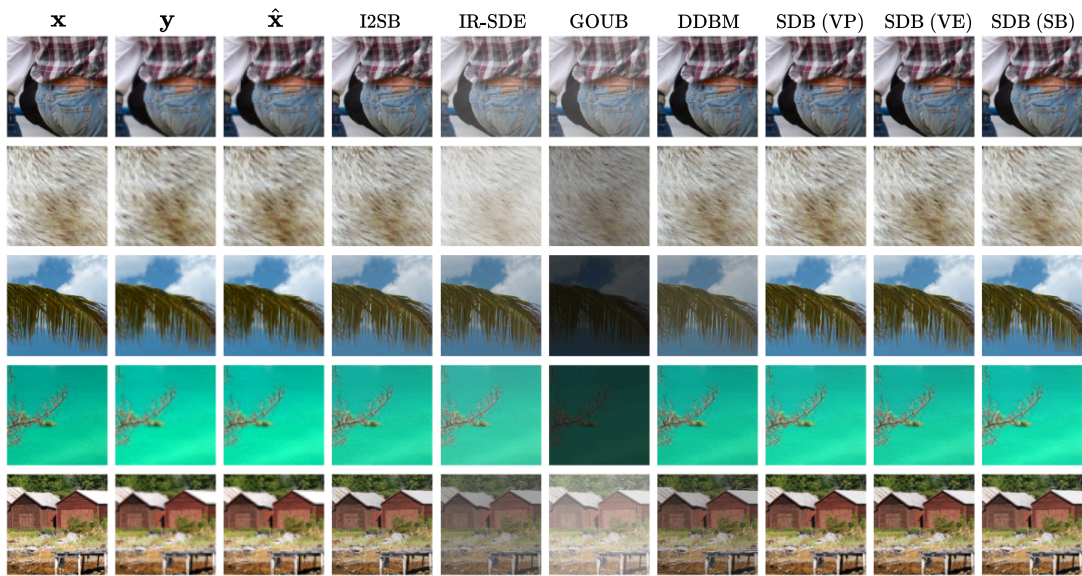 x y x̂ I2SB IR-SDE GOUB DDBM SDB (VP) SDB (VE) SDB (SB)